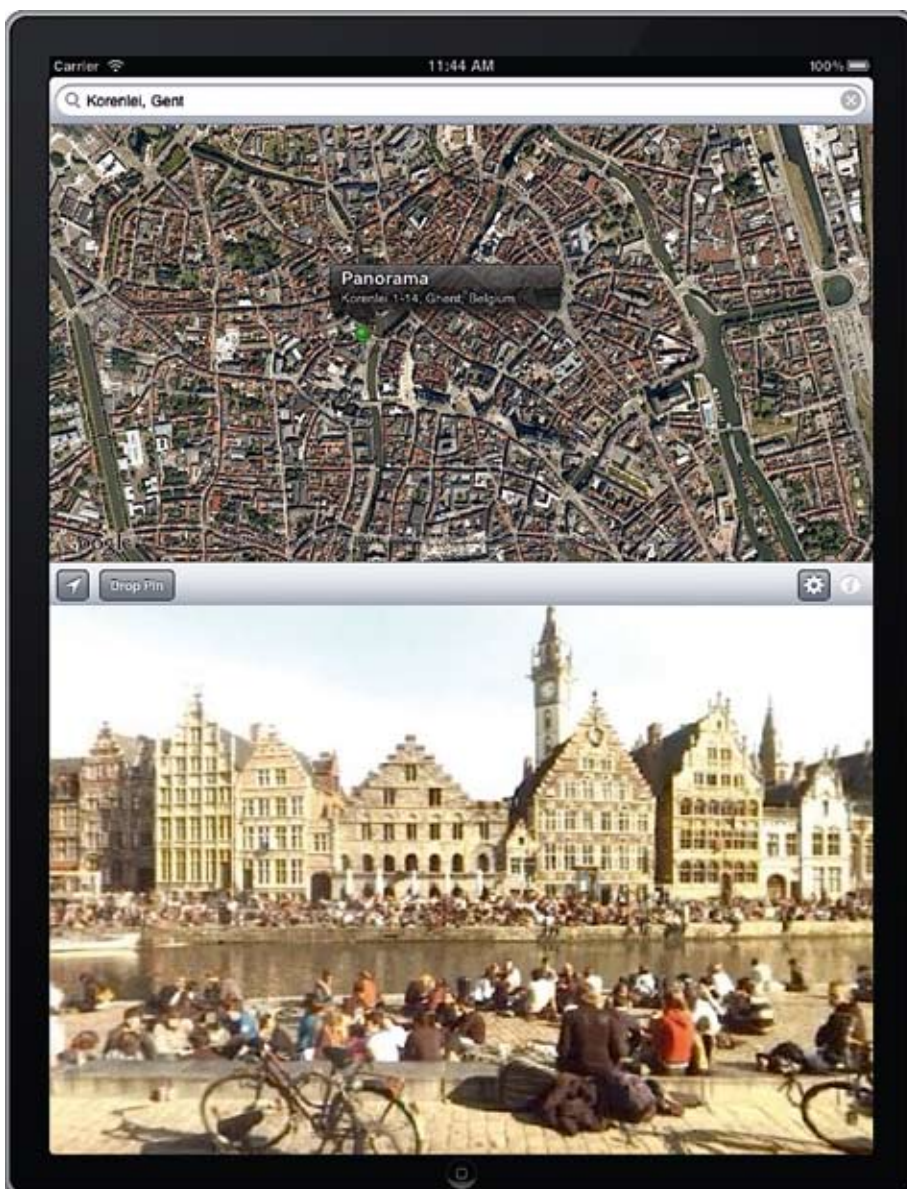 Carrier
11:44 AM
100%
Korenlei, Gent
Panorama
Korenlei 1-14, Ghent, Belgium
Drop Pin